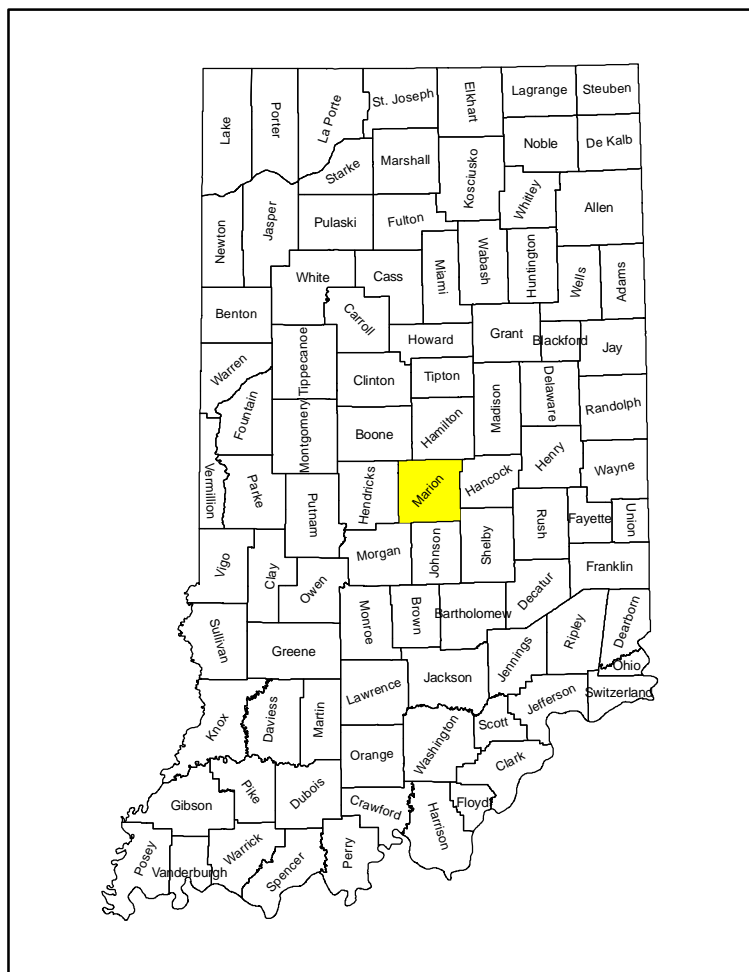 Lake
Porter
La Porte
St. Joseph
Elkhart
Lagrange
Steuben
Noble
De Kalb
Starke
Marshall
Kosciusko
Whitley
Allen
Newton
Jasper
Pulaski
Fulton
Miami
Wabash
Huntington
Wells
Adams
White
Cass
Benton
Carroll
Howard
Grant
Blackford
Jay
Warren
Tippecanoe
Clinton
Tipton
Madison
Delaware
Randolph
Fountain
Montgomery
Boone
Hamilton
Henry
Wayne
Vermillion
Parke
Putnam
Hendricks
Marion
Hancock
Rush
Fayette
Union
Vigo
Clay
Owen
Morgan
Johnson
Shelby
Decatur
Franklin
Sullivan
Greene
Monroe
Brown
Bartholomew
Jennings
Ripley
Dearborn
Ohio
Switzerland
Knox
Daviess
Martin
Lawrence
Jackson
Scott
Jefferson
Orange
Washington
Clark
Gibson
Pike
Dubois
Crawford
Harrison
Floyd
Posey
Vanderburgh
Warrick
Spencer
Perry